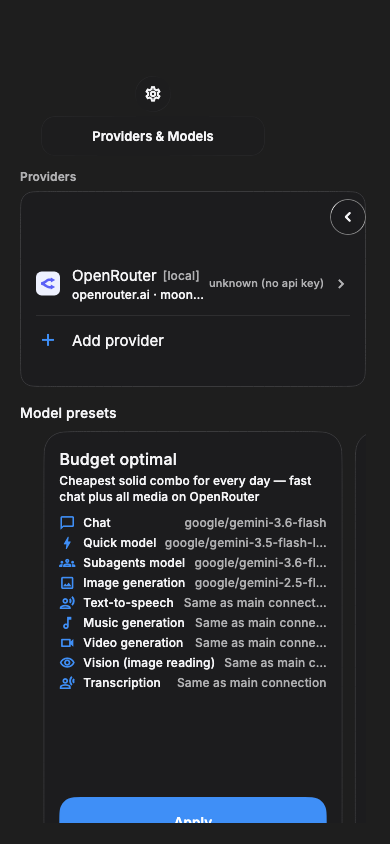 Providers & Models
Providers
OpenRouter [local]
openrouter.ai · moon...
unknown (no api key)
Add provider
Model presets
Budget optimal
Cheapest solid combo for every day — fast
chat plus all media on OpenRouter
Chat google/gemini-3.6-flash
Quick model google/gemini-3.5-flash-l...
Subagents model google/gemini-3.6-fl...
Image generation google/gemini-2.5-fl...
Text-to-speech Same as main connect...
Music generation Same as main conne...
Video generation Same as main conne...
Vision (image reading) Same as main c...
Transcription Same as main connection
Apply